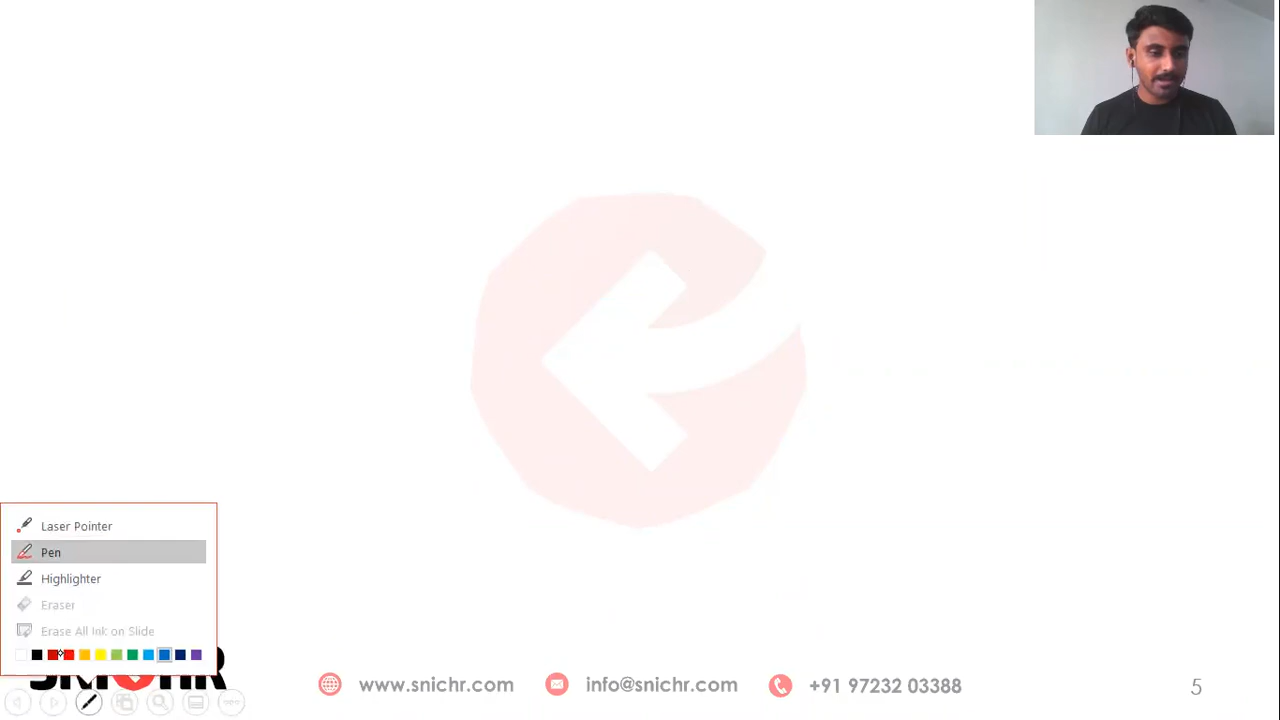 Laser Pointer
Pen
Highlighter
Eraser
Erase All Ink on Slide
www.snichr.com
info@snichr.com
+91 97232 03388
5